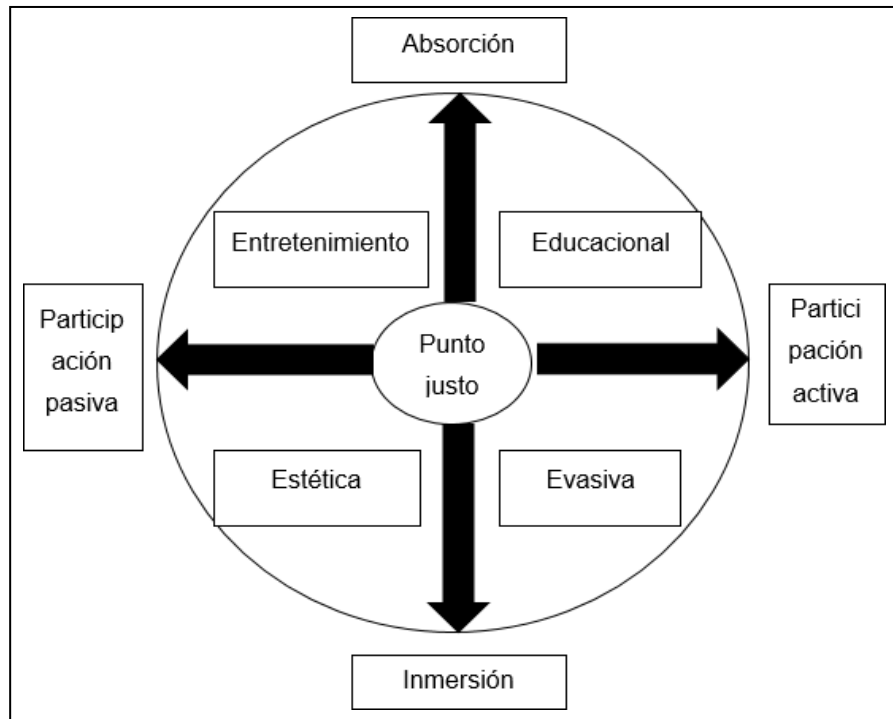 Absorción
Entretenimiento
Educacional
Particip
ación
pasiva
Punto
justo
Partici
pación
activa
Estética
Evasiva
Inmersión